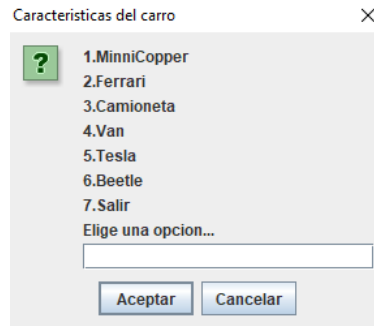 Caracteristicas del carro
1.MinniCopper
2.Ferrari
3.Camioneta
4.Van
5.Tesla
6.Beetle
7.Salir
Elige una opcion...
Aceptar Cancelar